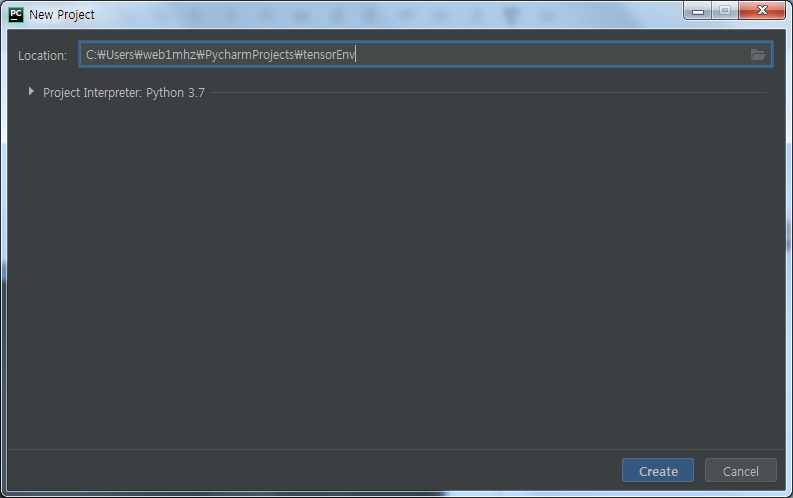 PC New Project
Location: C:₩Users₩web1mhz₩PycharmProjects₩tensorEnv
Project Interpreter: Python 3.7
Create Cancel